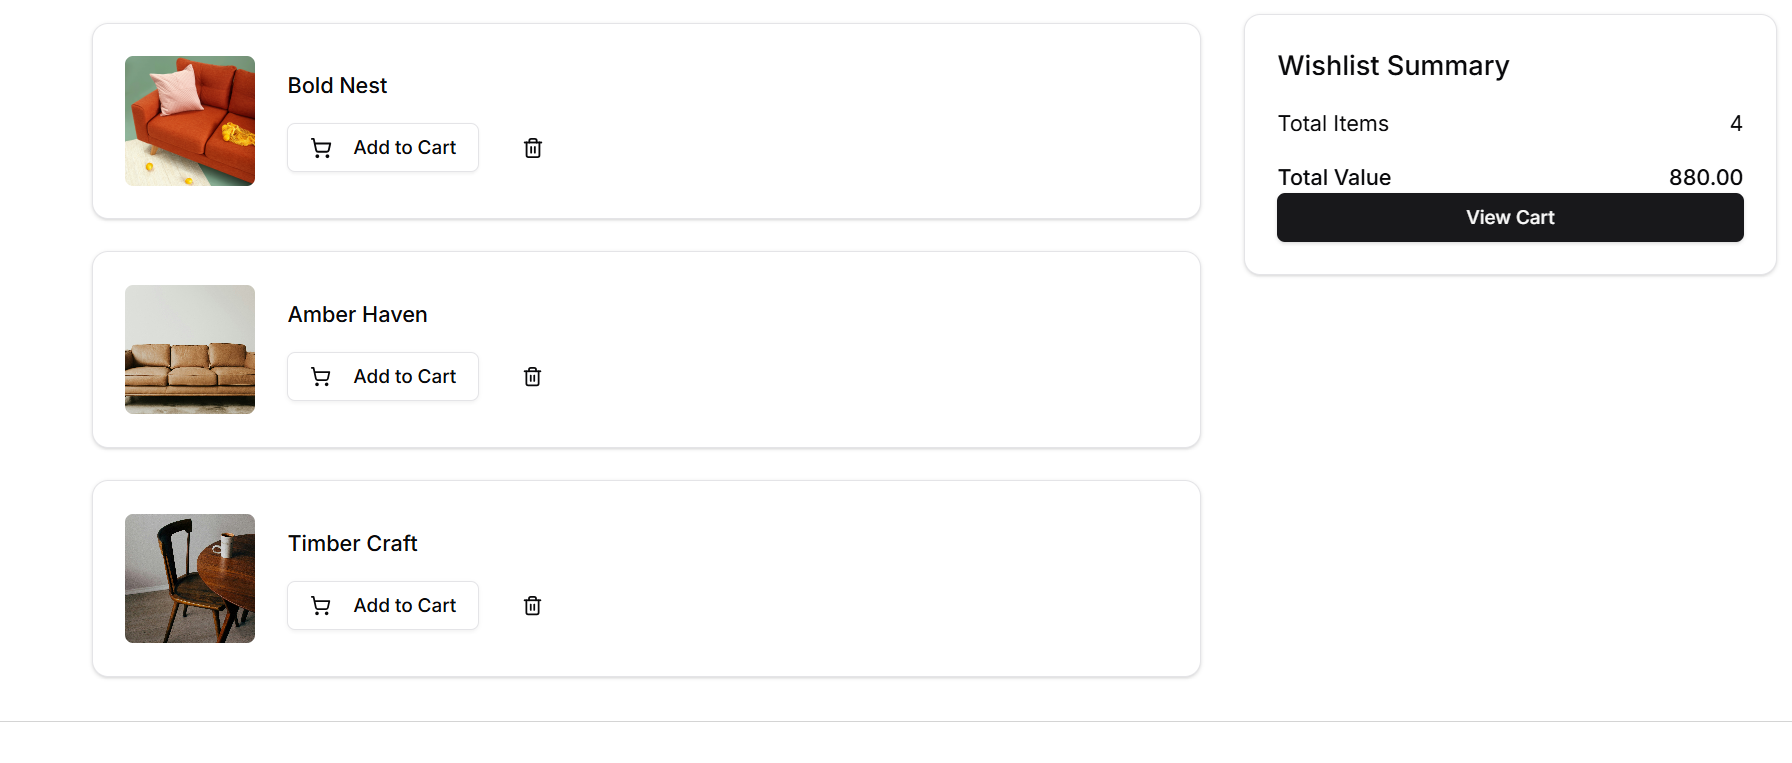 Bold Nest
Add to Cart
Amber Haven
Add to Cart
Timber Craft
Add to Cart
Wishlist Summary
Total Items 4
Total Value 880.00
View Cart